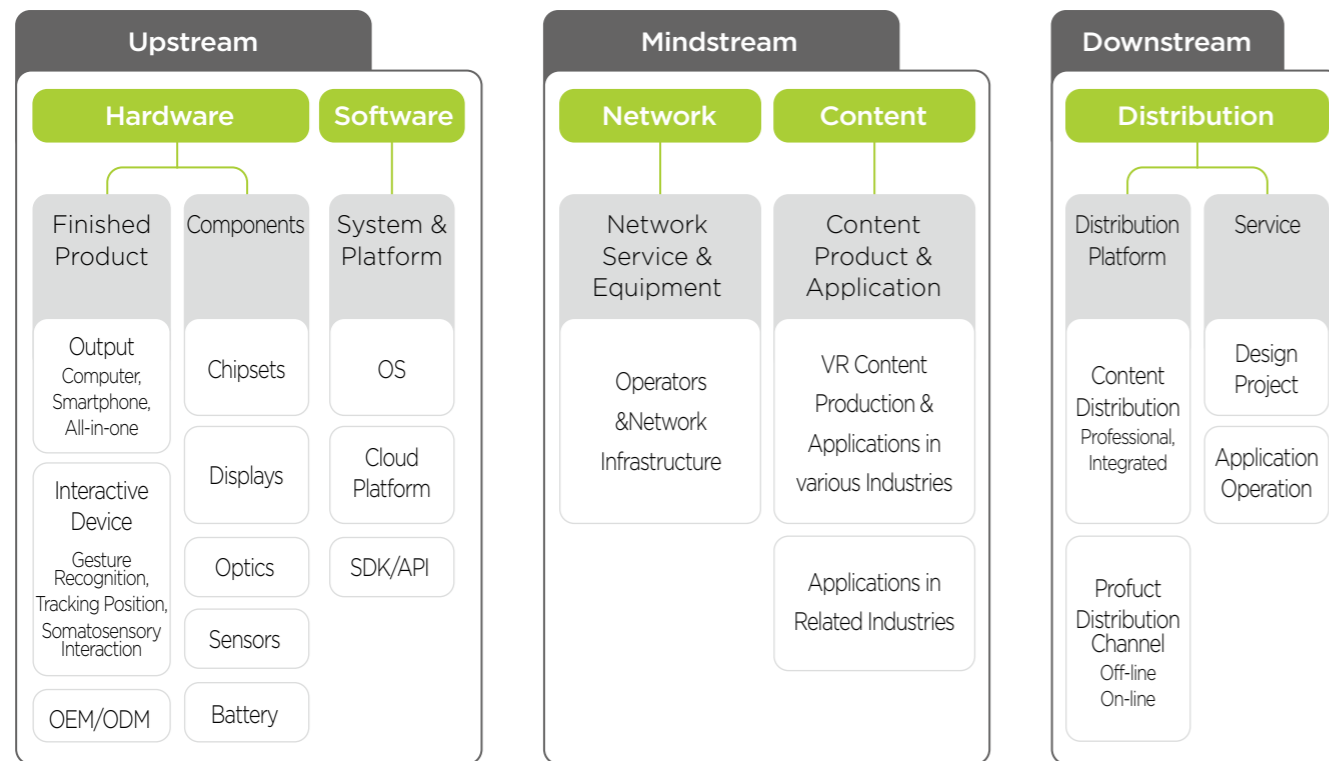 Upstream
Hardware
Software
Finished
Product
Components
System &
Platform
Output
Computer,
Smartphone,
All-in-one
Interactive
Device
Gesture
Recognition,
Tracking Position,
Somatosensory
Interaction
OEM/ODM
Chipsets
Displays
Optics
Sensors
Battery
OS
Cloud
Platform
SDK/API
Mindstream
Network
Content
Network
Service &
Equipment
Content
Product &
Application
Operators
&Network
Infrastructure
VR Content
Production &
Applications in
various Industries
Applications in
Related Industries
Downstream
Distribution
Distribution
Platform
Service
Content
Distribution
Professional,
Integrated
Profuct
Distribution
Channel
Off-line
On-line
Design
Project
Application
Operation